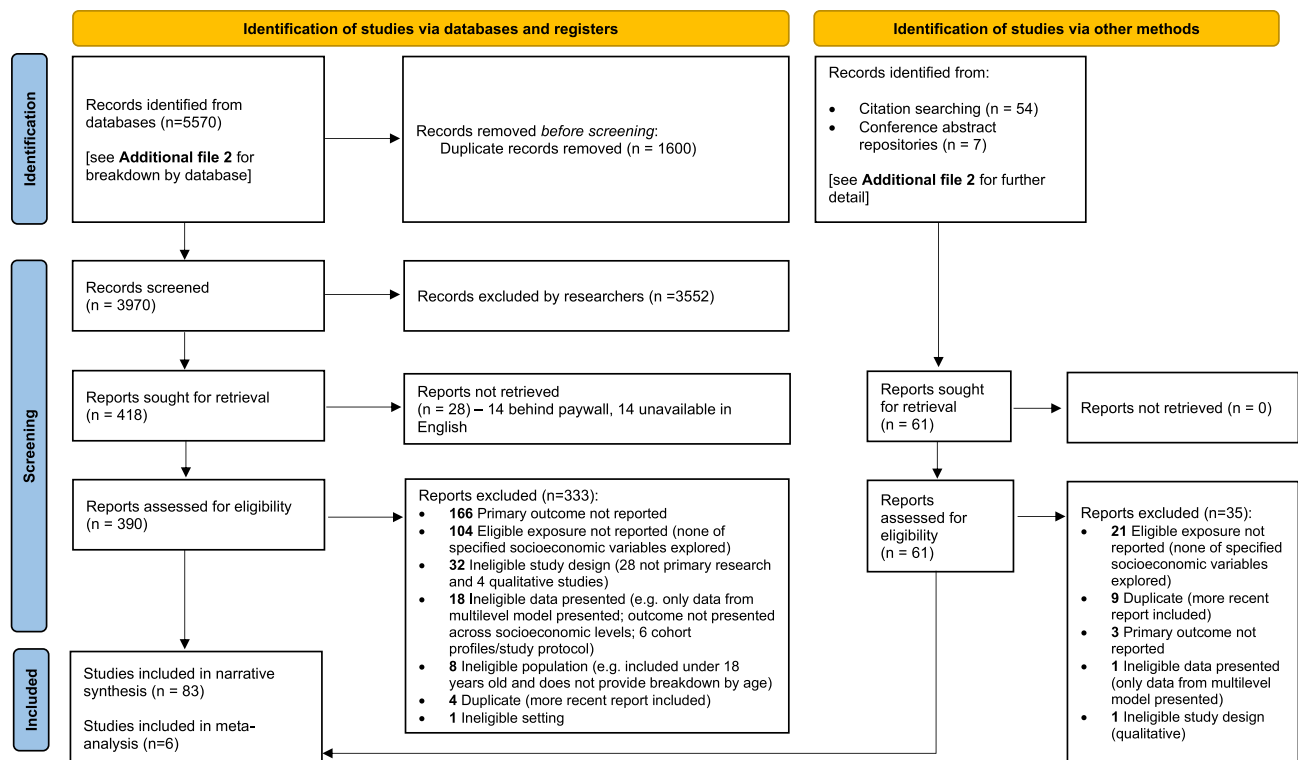 Identification of studies via databases and registers
Identification of studies via other methods
Identification
Records identified from
databases (n=5570)
[see Additional file 2 for
breakdown by database]
Records removed before screening:
Duplicate records removed (n = 1600)
Records identified from:
• Citation searching (n = 54)
• Conference abstract
repositories (n = 7)
[see Additional file 2 for further
detail]
Screening
Records screened
(n = 3970)
Records excluded by researchers (n =3552)
Reports sought for retrieval
(n = 418)
Reports not retrieved
(n = 28) – 14 behind paywall, 14 unavailable in
English
Reports sought
for retrieval
(n = 61)
Reports not retrieved (n = 0)
Reports assessed for eligibility
(n = 390)
Reports excluded (n=333):
• 166 Primary outcome not reported
• 104 Eligible exposure not reported (none of
specified socioeconomic variables explored)
• 32 Ineligible study design (28 not primary research
and 4 qualitative studies)
• 18 Ineligible data presented (e.g. only data from
multilevel model presented; outcome not presented
across socioeconomic levels; 6 cohort
profiles/study protocol)
• 8 Ineligible population (e.g. included under 18
years old and does not provide breakdown by age)
• 4 Duplicate (more recent report included)
• 1 Ineligible setting
Reports
assessed for
eligibility
(n = 61)
Reports excluded (n=35):
• 21 Eligible exposure not
reported (none of specified
socioeconomic variables
explored)
• 9 Duplicate (more recent
report included)
• 3 Primary outcome not
reported
• 1 Ineligible data presented
(only data from multilevel
model presented)
• 1 Ineligible study design
(qualitative)
Included
Studies included in narrative
synthesis (n = 83)
Studies included in meta-
analysis (n=6)